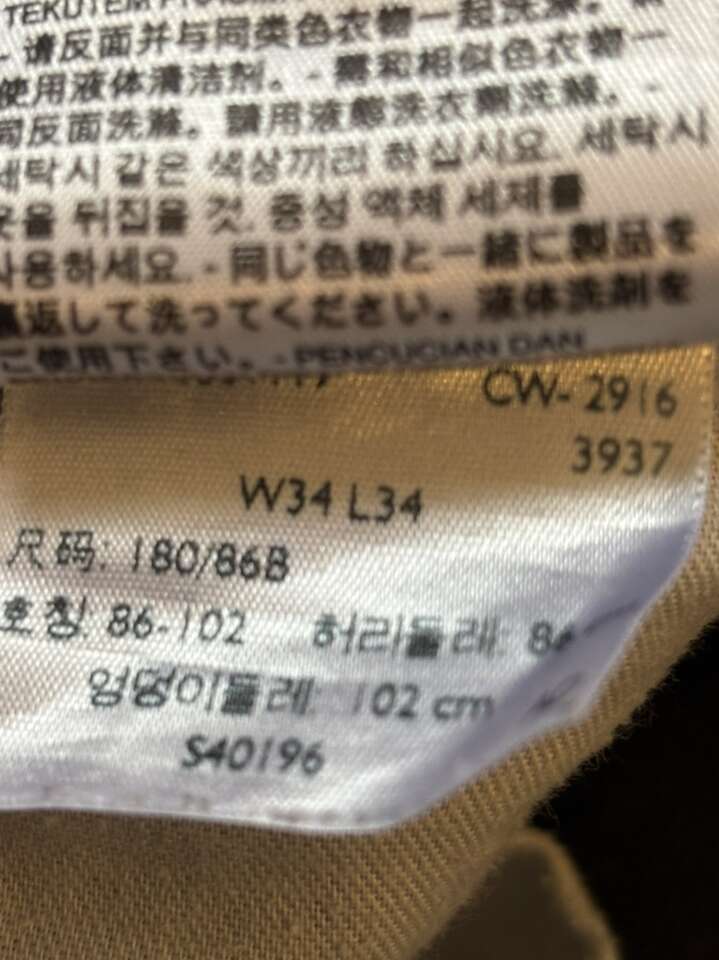 TEKUTÉM
- 请反面并与同类色衣物一起洗涤。
使用液体清洁剂。 - 需和相似色衣物一
同反面洗滌。 請用液態洗衣劑洗滌。 -
세탁시 같은 색상끼리 하십시요. 세탁시
옷을 뒤집을 것. 중성 액체 세제를
사용하세요. - 同じ色物と一緒に製品を
裏返して洗ってください。 液体洗剤を
ご使用下さい。 - PENCUCIAN DAN
CW- 2916
3937
W34 L34
尺码: 180/86B
호칭: 86-102 허리둘레: 86
엉덩이둘레: 102 cm
S40196